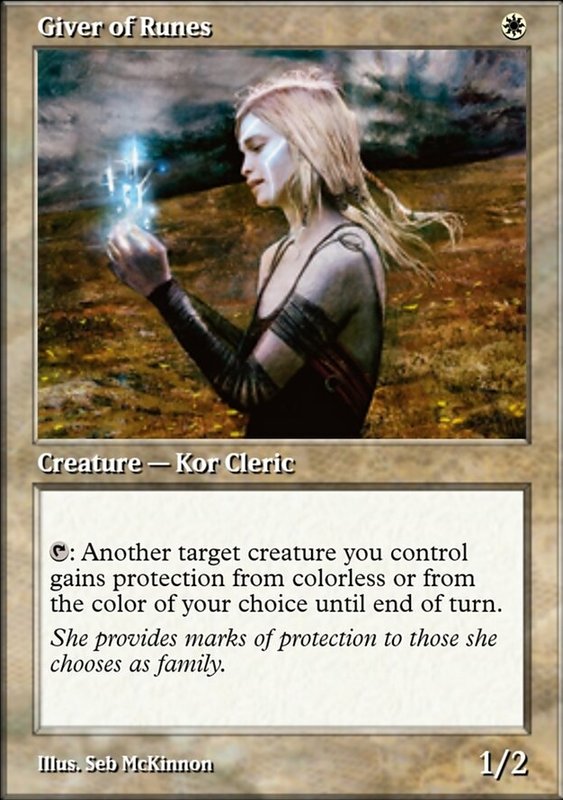 Giver of Runes
Creature — Kor Cleric
: Another target creature you control
gains protection from colorless or from
the color of your choice until end of turn.
She provides marks of protection to those she
chooses as family.
Illus. Seb McKinnon
1/2